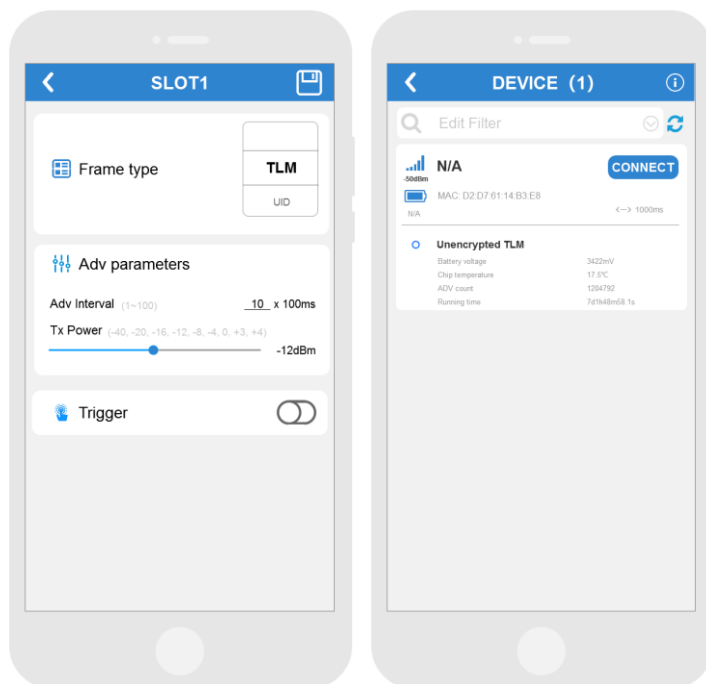 SLOT1
Frame type
TLM
UID
Adv parameters
Adv Interval (1~100) 10 x 100ms
Tx Power (-40, -20, -16, -12, -8, -4, 0, +3, +4)
-12dBm
Trigger
DEVICE (1)
Edit Filter
-50dBm
N/A
CONNECT
MAC: D2:D7:61:14:B3:E8
N/A
<--> 1000ms
Unencrypted TLM
Battery voltage 3422mV
Chip temperature 17.5℃
ADV count 1204792
Running time 7d1h48m58.1s